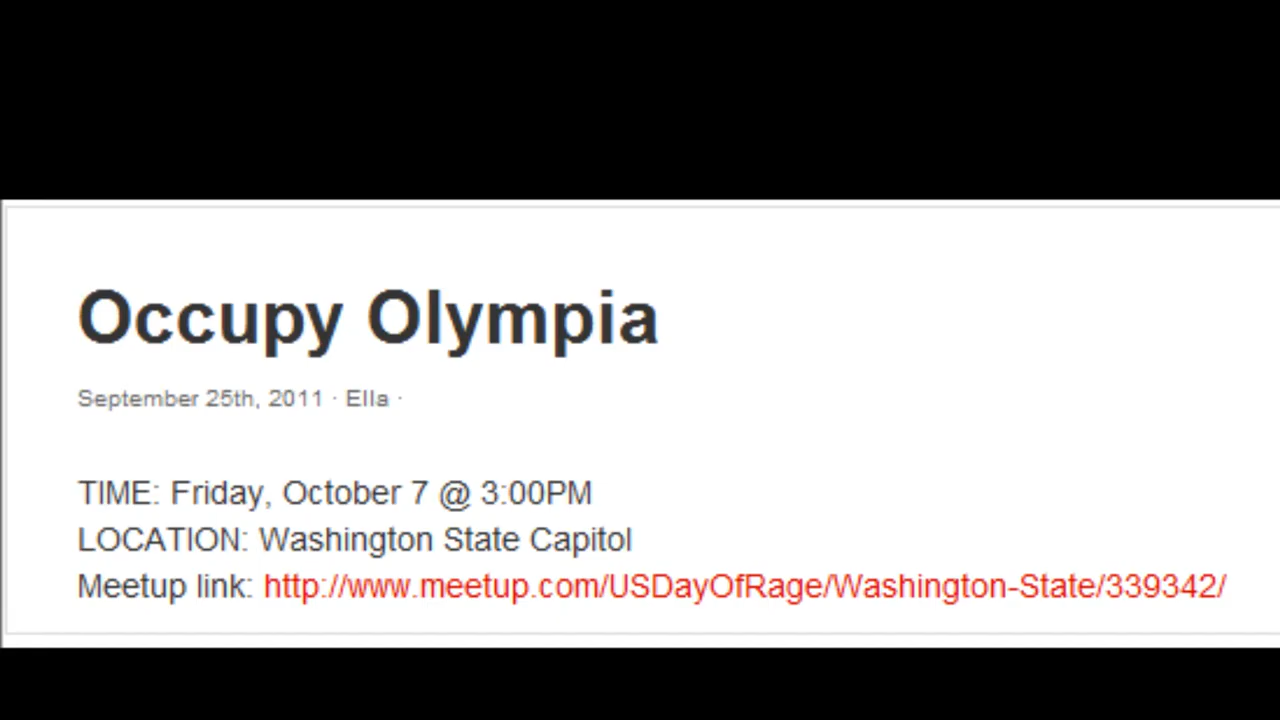 Occupy Olympia
September 25th, 2011 · Ella ·
TIME: Friday, October 7 @ 3:00PM
LOCATION: Washington State Capitol
Meetup link: http://www.meetup.com/USDayOfRage/Washington-State/339342/